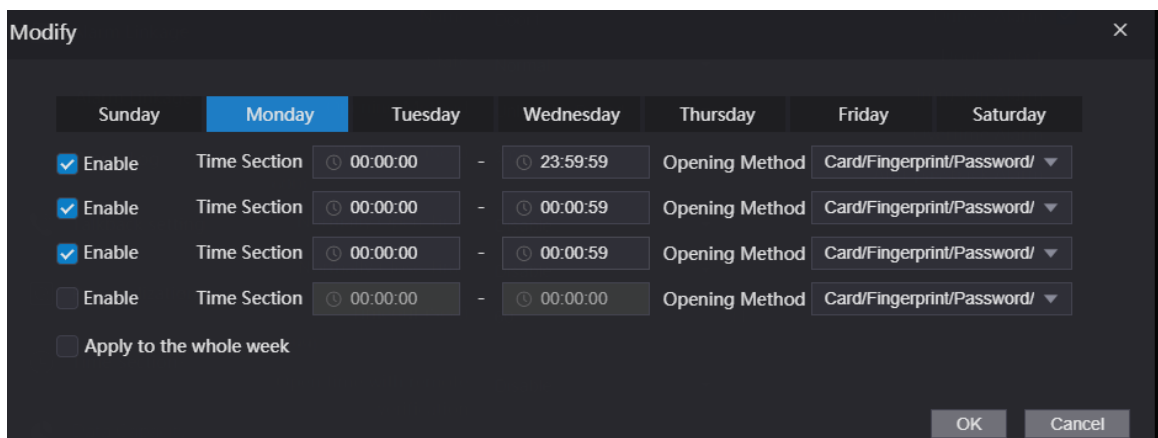 Modify
Sunday Monday Tuesday Wednesday Thursday Friday Saturday
Enable Time Section 00:00:00 - 23:59:59 Opening Method Card/Fingerprint/Password/
Enable Time Section 00:00:00 - 00:00:59 Opening Method Card/Fingerprint/Password/
Enable Time Section 00:00:00 - 00:00:59 Opening Method Card/Fingerprint/Password/
Enable Time Section 00:00:00 - 00:00:00 Opening Method Card/Fingerprint/Password/
Apply to the whole week
OK Cancel